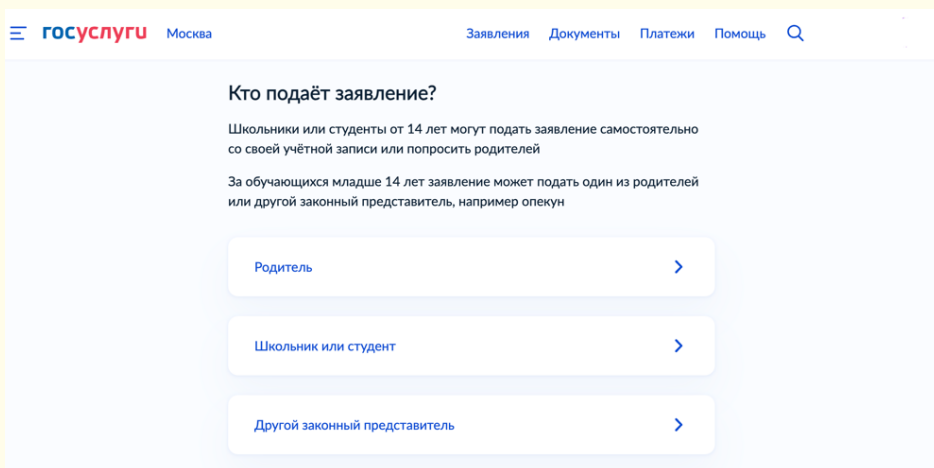 госуслуги Москва Заявления Документы Платежи Помощь
Кто подаёт заявление?
Школьники или студенты от 14 лет могут подать заявление самостоятельно
со своей учётной записи или попросить родителей
За обучающихся младше 14 лет заявление может подать один из родителей
или другой законный представитель, например опекун
Родитель
Школьник или студент
Другой законный представитель